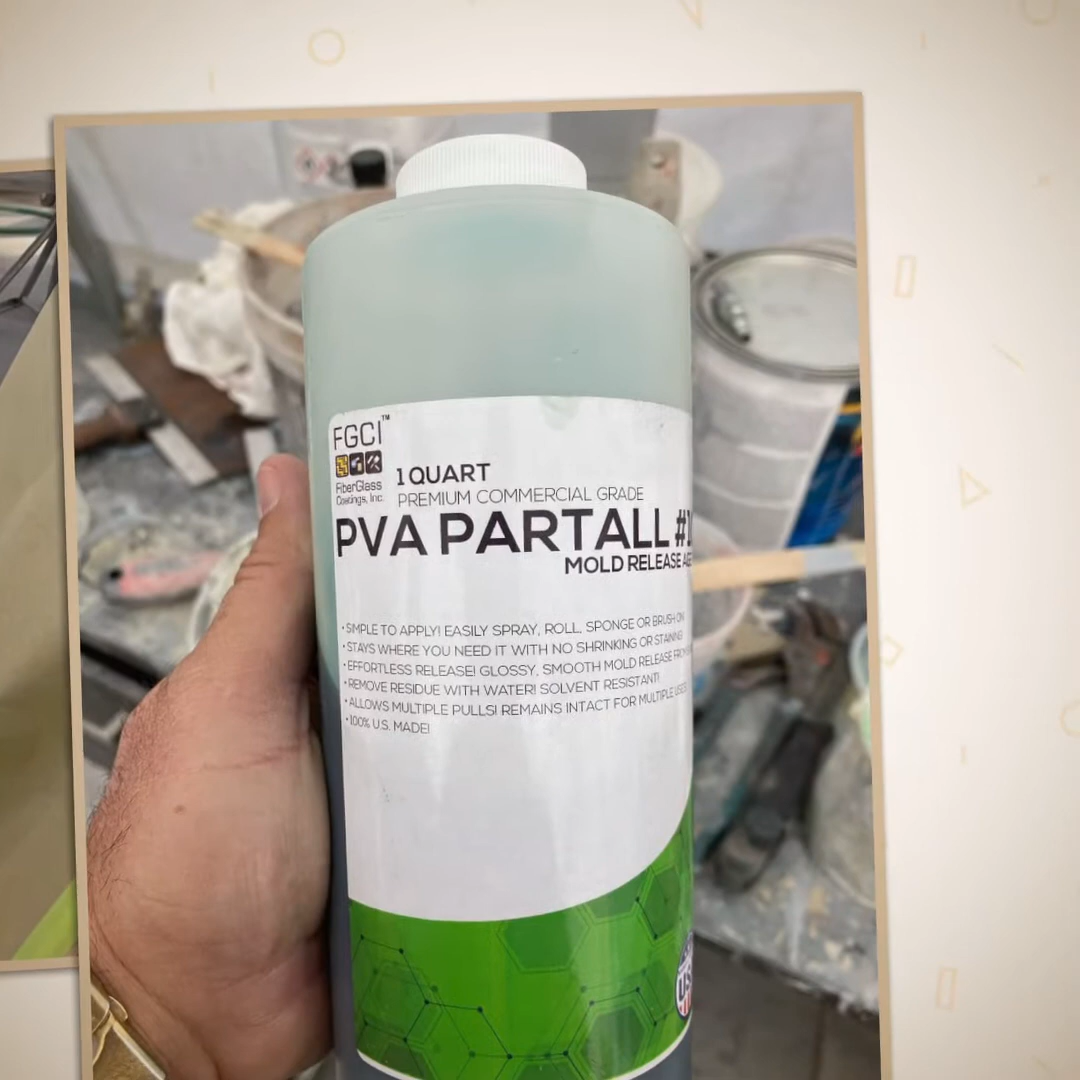 FGCI™
FiberGlass
Coatings, Inc.
1 QUART
PREMIUM COMMERCIAL GRADE
PVA PARTALL
MOLD RELEASE
• SIMPLE TO APPLY! EASILY SPRAY, ROLL, SPONGE OR BRUSH ON!
• STAYS WHERE YOU NEED IT WITH NO SHRINKING OR STAINING!
• EFFORTLESS RELEASE! GLOSSY, SMOOTH MOLD RELEASE FROM
• REMOVE RESIDUE WITH WATER! SOLVENT RESISTANT!
• ALLOWS MULTIPLE PULLS! REMAINS INTACT FOR MULTIPLE USES!
• 100% U.S. MADE!